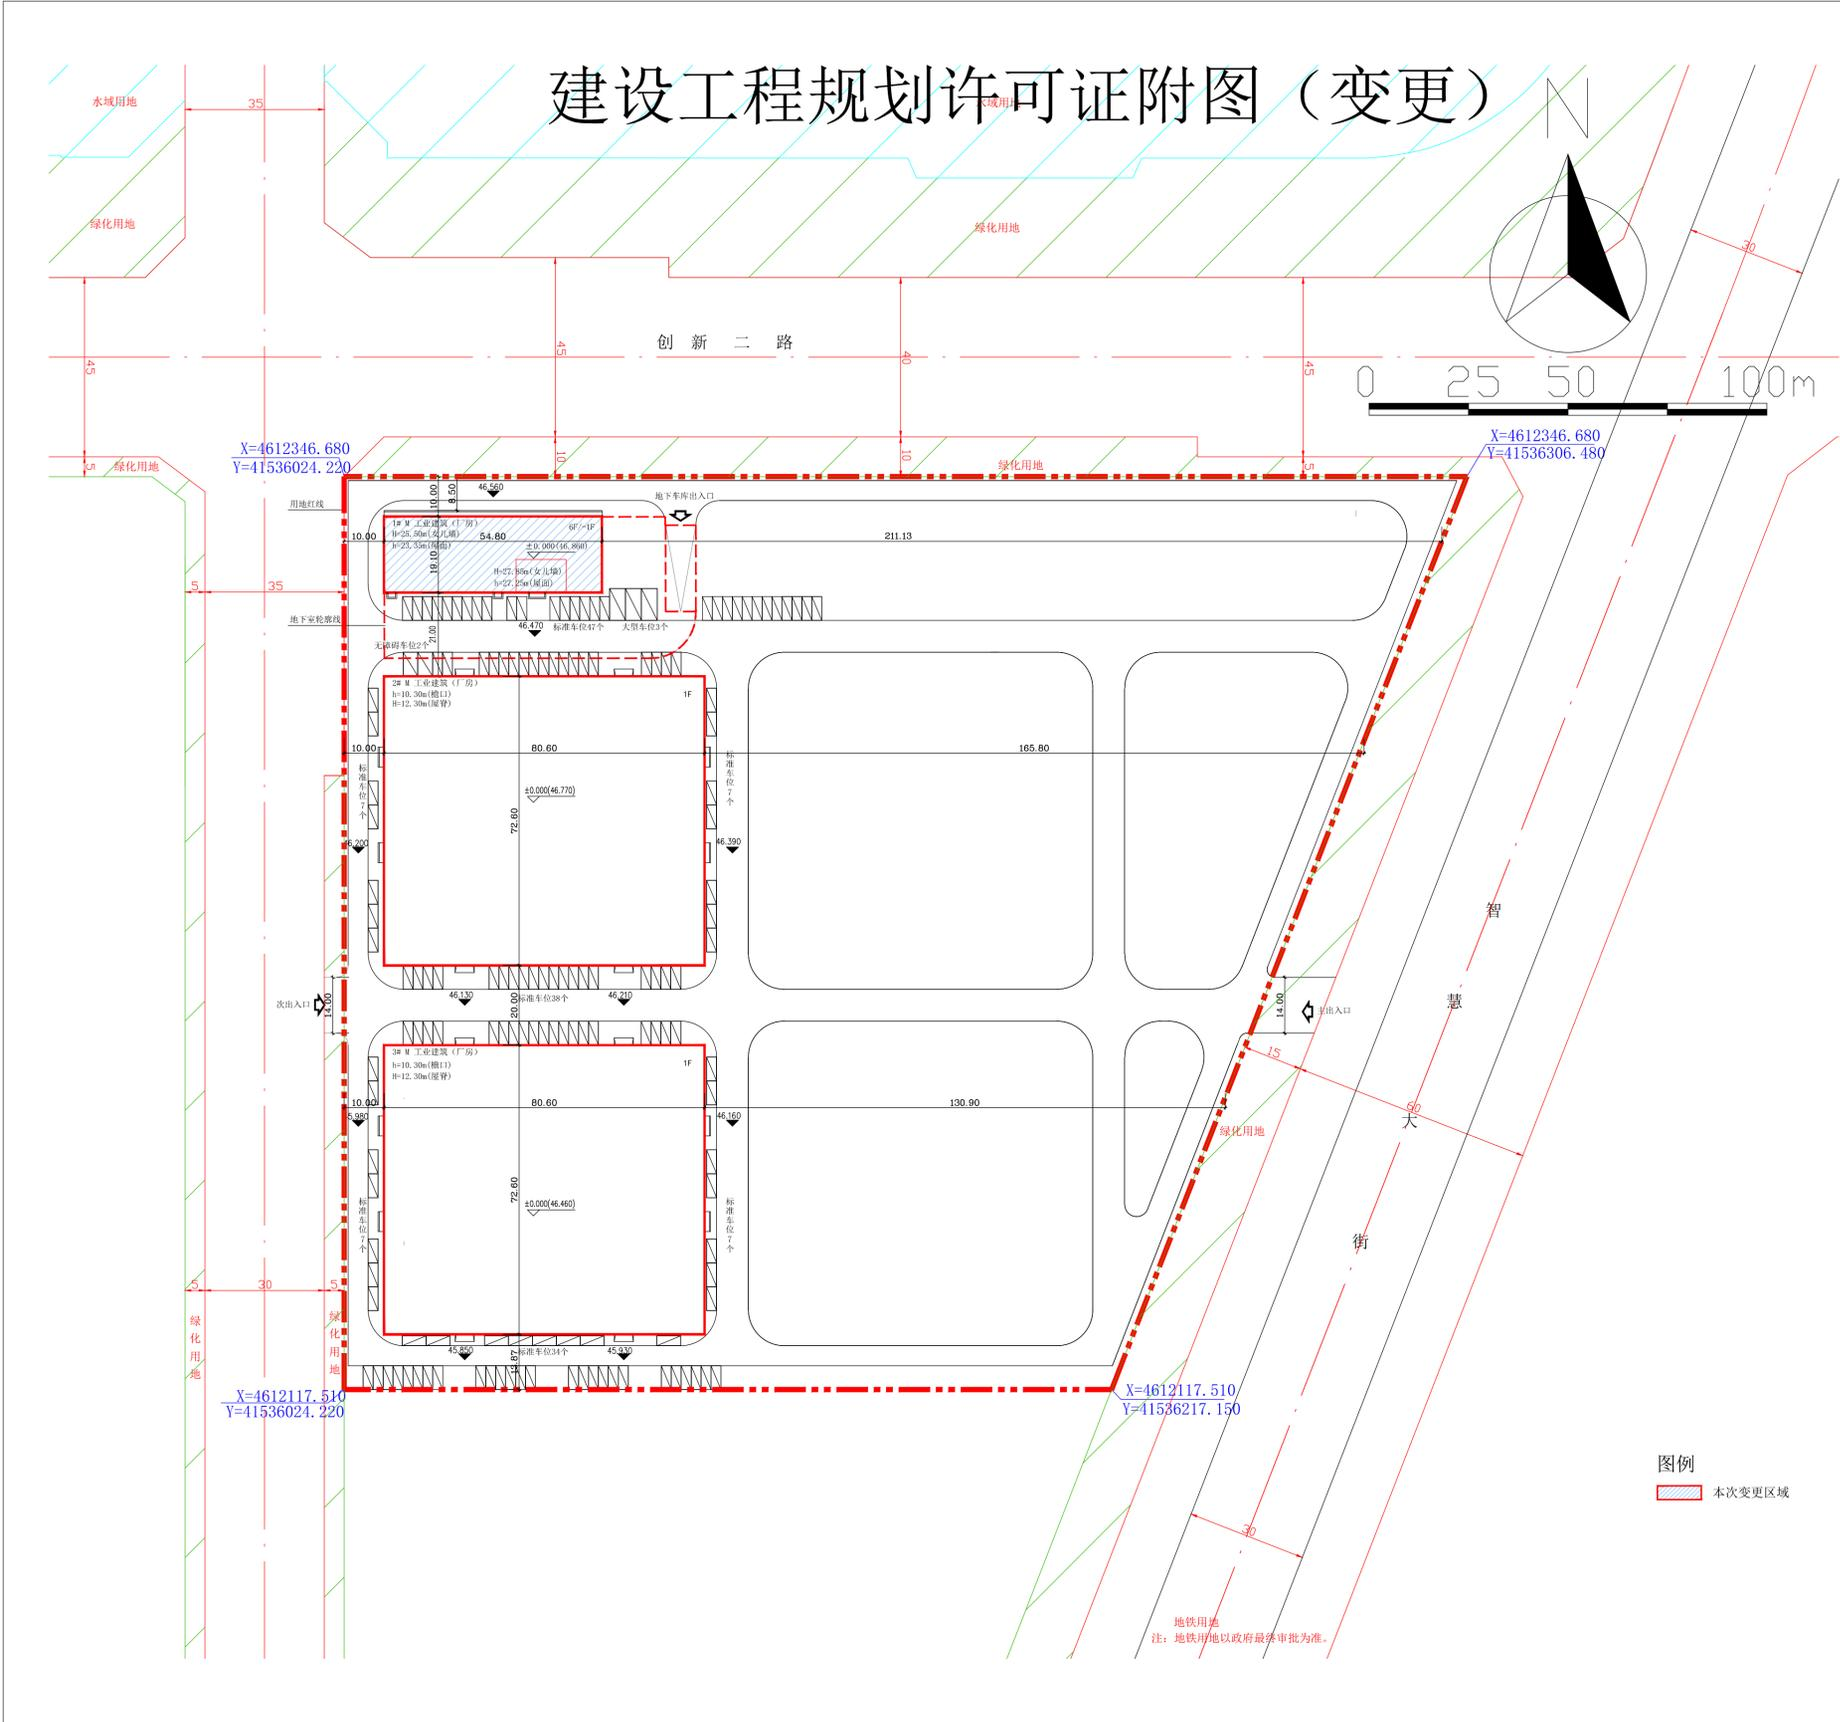 建设工程规划许可证附图（变更）
N
水域用地
35
水域用地
绿化用地
绿化用地
30
45
45
创新二路
40
45
0 25 50 100m
X=4612346.680
Y=41536024.220
X=4612346.680
Y=41536306.480
5
绿化用地
10
10
绿化用地
5
用地红线
10.00
8.50
46.560
地下车库出入口
1# M 工业建筑（厂房）
H=25.50m(女儿墙)
h=23.35m(屋面)
6F/-1F
10.00
54.80
211.13
±0.000(46.860)
19.10
H=27.85m(女儿墙)
h=27.25m(屋面)
5
35
地下室轮廓线
21.00
46.470
标准车位47个
大型车位3个
无障碍车位2个
2# M 工业建筑（厂房）
h=10.30m(檐口)
H=12.30m(屋脊)
1F
10.00
80.60
165.80
标准车位7个
标准车位7个
±0.000(46.770)
72.60
46.390
智
慧
大
街
46.130
标准车位38个
46.210
20.00
次出入口
14.00
14.00
主出入口
3# M 工业建筑（厂房）
h=10.30m(檐口)
H=12.30m(屋脊)
1F
15
60
10.00
80.60
130.90
46.160
绿化用地
72.60
标准车位7个
标准车位7个
±0.000(46.460)
5
30
5
绿化用地
绿化用地
45.850
标准车位34个
45.930
X=4612117.510
Y=41536024.220
X=4612117.510
Y=41536217.150
图例
本次变更区域
30
地铁用地
注：地铁用地以政府最终审批为准。